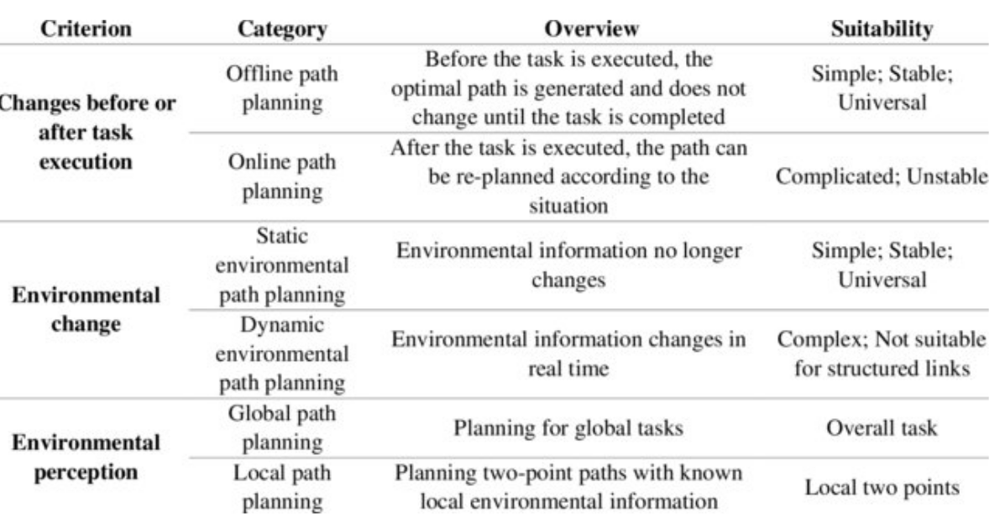 Criterion Category Overview Suitability
Changes before or after task execution
Offline path planning
Before the task is executed, the optimal path is generated and does not change until the task is completed
Simple; Stable; Universal
Online path planning
After the task is executed, the path can be re-planned according to the situation
Complicated; Unstable
Environmental change
Static environmental path planning
Environmental information no longer changes
Simple; Stable; Universal
Dynamic environmental path planning
Environmental information changes in real time
Complex; Not suitable for structured links
Environmental perception
Global path planning
Planning for global tasks
Overall task
Local path planning
Planning two-point paths with known local environmental information
Local two points